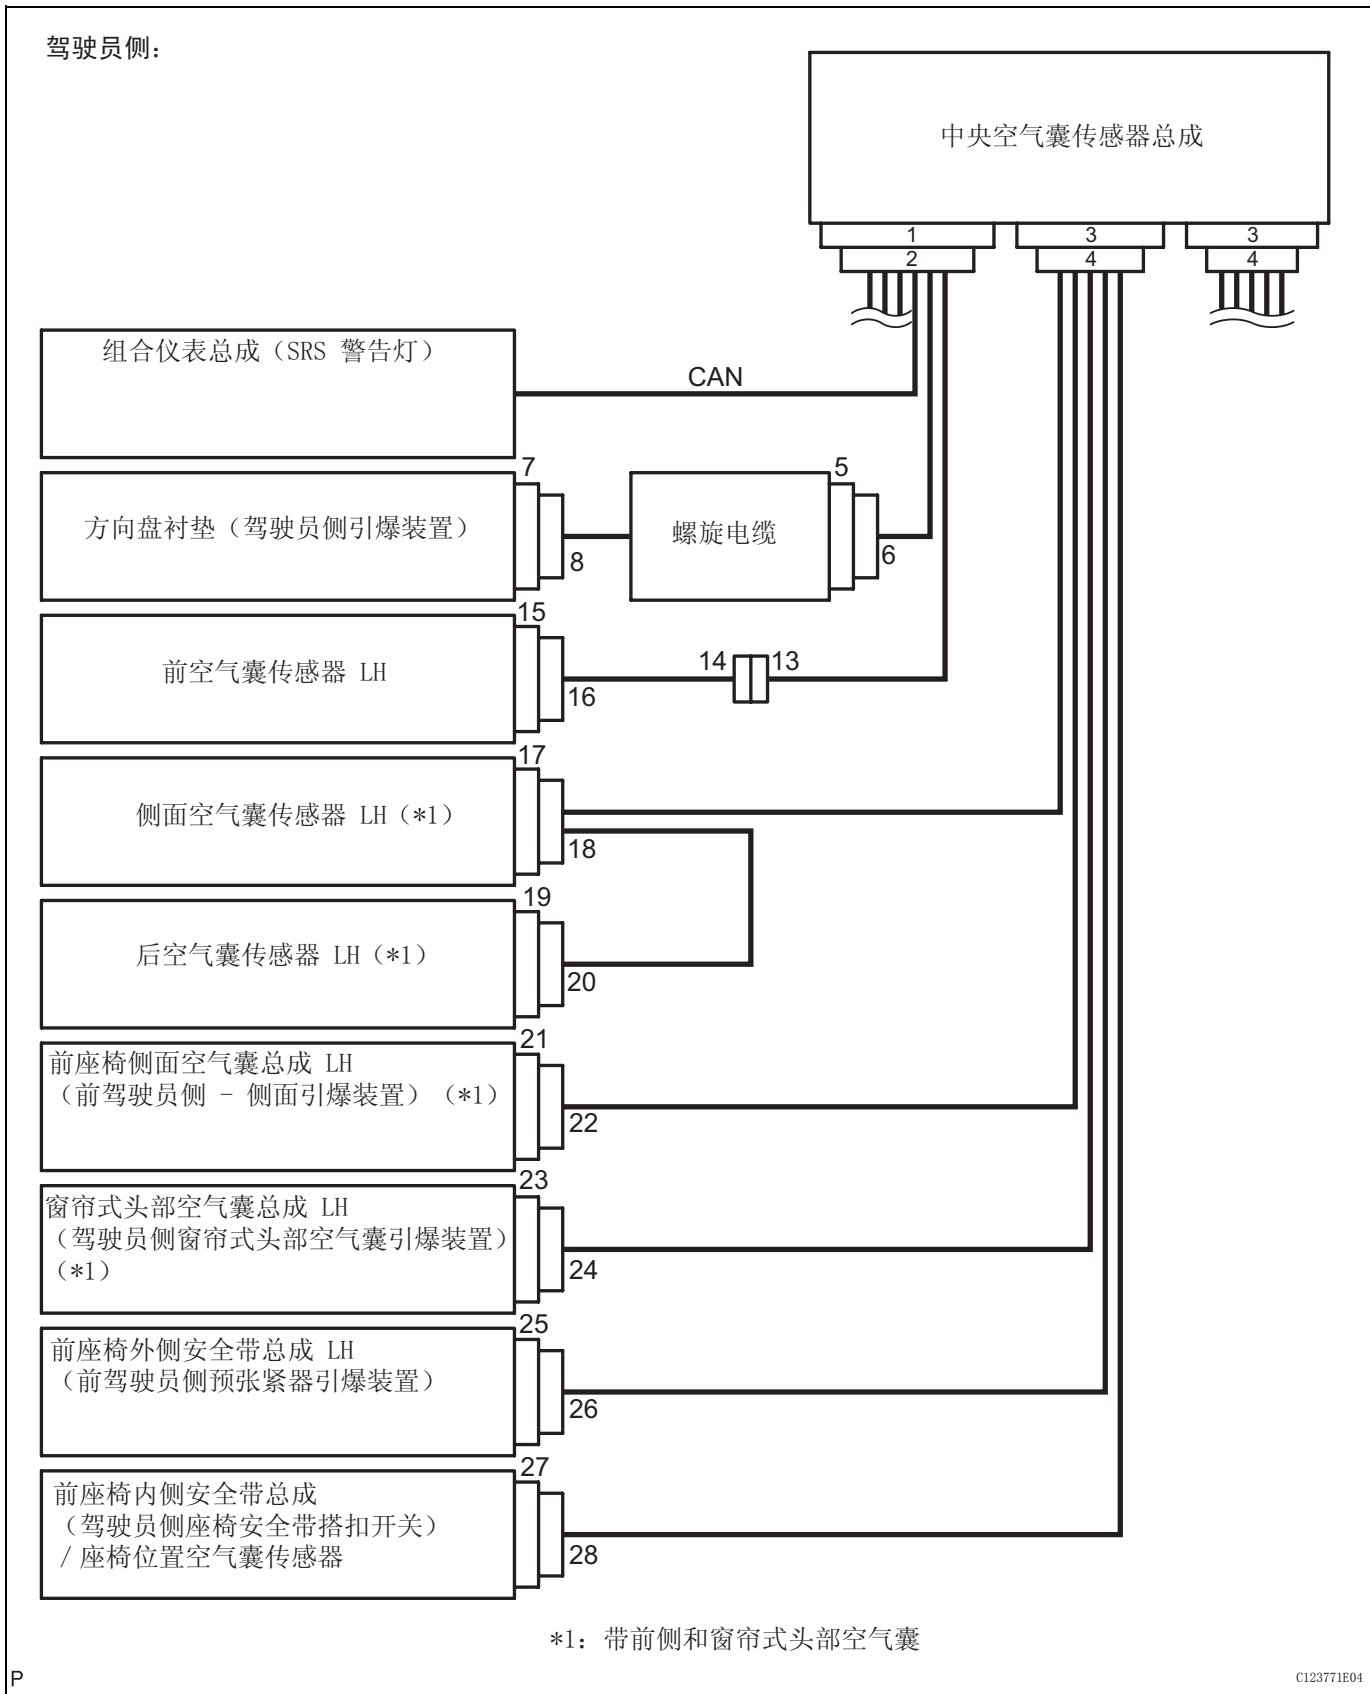 驾驶员侧：
中央空气囊传感器总成
1
3
3
2
4
4
组合仪表总成（SRS 警告灯）
CAN
7
5
方向盘衬垫（驾驶员侧引爆装置）
螺旋电缆
8
6
15
前空气囊传感器 LH
14
13
16
17
侧面空气囊传感器 LH（*1）
18
19
后空气囊传感器 LH（*1）
20
21
前座椅侧面空气囊总成 LH
（前驾驶员侧 - 侧面引爆装置）（*1）
22
23
窗帘式头部空气囊总成 LH
（驾驶员侧窗帘式头部空气囊引爆装置）
（*1）
24
25
前座椅外侧安全带总成 LH
（前驾驶员侧预张紧器引爆装置）
26
27
前座椅内侧安全带总成
（驾驶员侧座椅安全带搭扣开关）
/ 座椅位置空气囊传感器
28
*1：带前侧和窗帘式头部空气囊
P
C123771E04